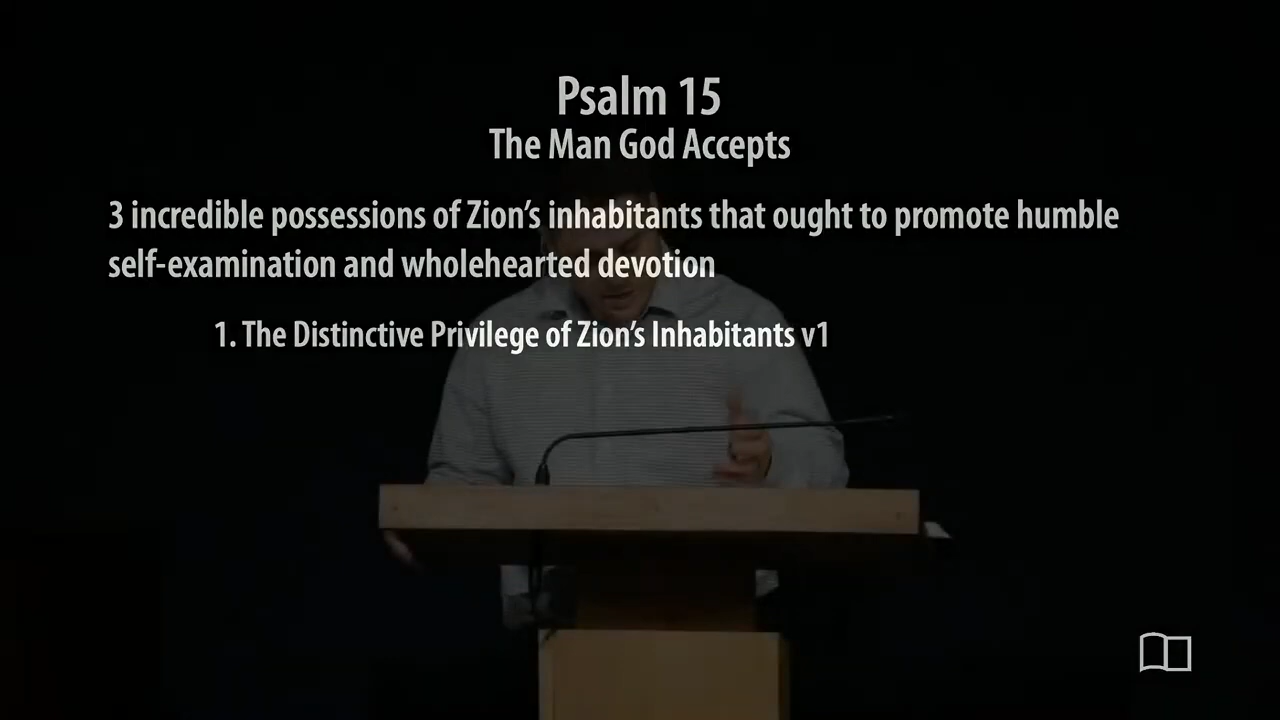 Psalm 15
The Man God Accepts
3 incredible possessions of Zion’s inhabitants that ought to promote humble
self-examination and wholehearted devotion
1. The Distinctive Privilege of Zion’s Inhabitants v1